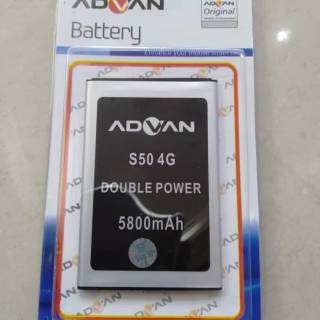 ADVAN
Battery
ADVAN
Original
ADVAN
S50 4G
DOUBLE POWER
5800mAh